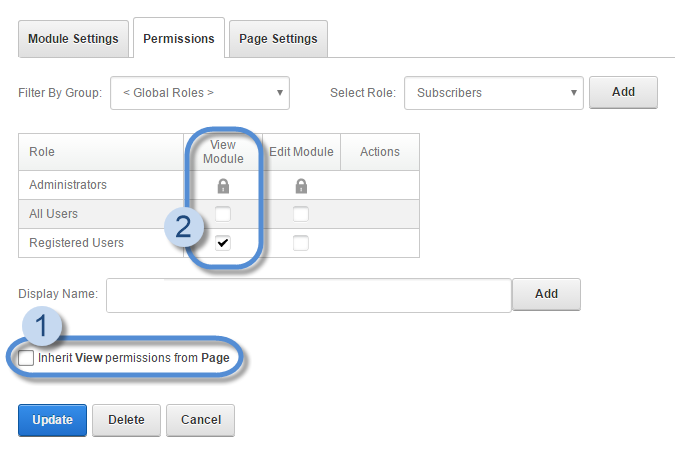 Module Settings Permissions Page Settings
Filter By Group: < Global Roles > Select Role: Subscribers Add
Role View Module Edit Module Actions
Administrators
All Users
2
Registered Users
Display Name: Add
1
Inherit View permissions from Page
Update Delete Cancel